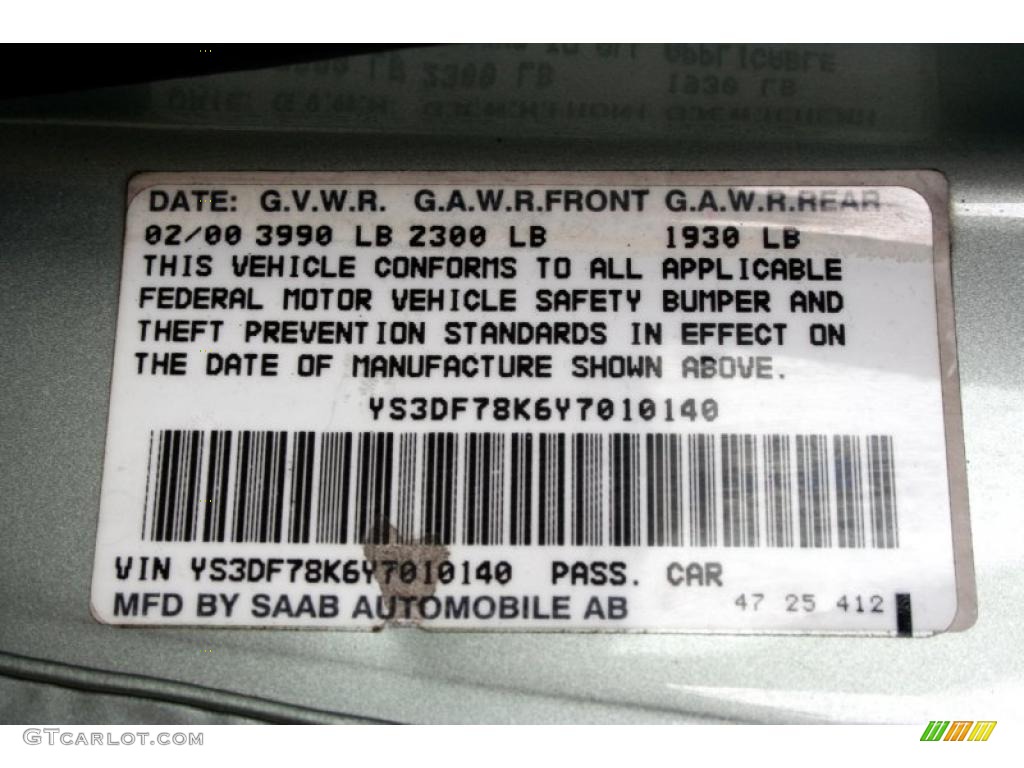 DATE: G.V.W.R. G.A.W.R.FRONT G.A.W.R.REAR
02/00 3990 LB 2300 LB 1930 LB
THIS VEHICLE CONFORMS TO ALL APPLICABLE
FEDERAL MOTOR VEHICLE SAFETY BUMPER AND
THEFT PREVENTION STANDARDS IN EFFECT ON
THE DATE OF MANUFACTURE SHOWN ABOVE.
YS3DF78K6Y7010140
VIN YS3DF78K6Y7010140 PASS. CAR
MFD BY SAAB AUTOMOBILE AB 47 25 412
GTCARLOT.COM